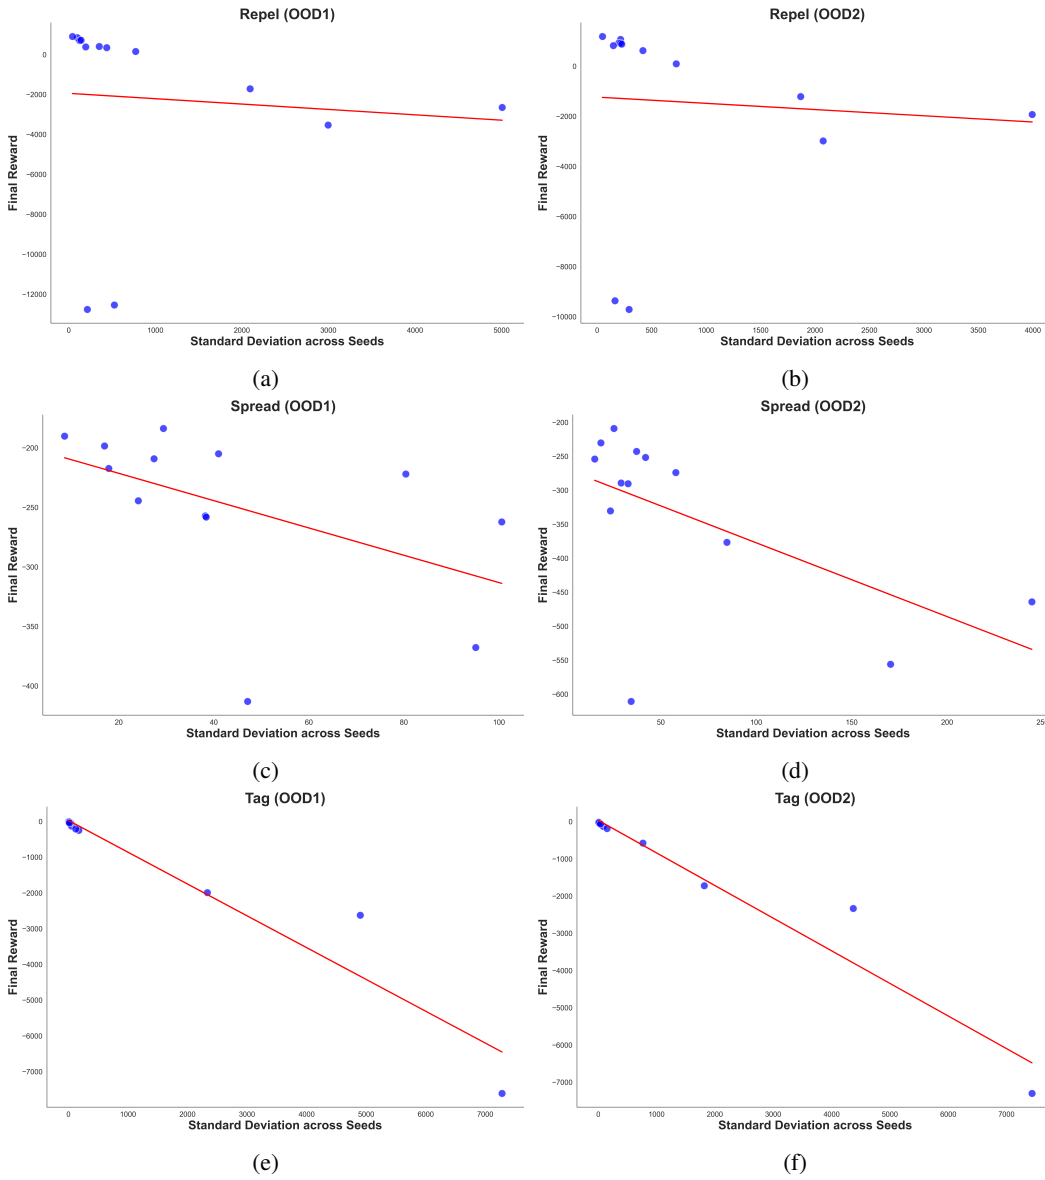 Repel (OOD1)
Final Reward
0
−2000
−4000
−6000
−8000
−10000
−12000
0 1000 2000 3000 4000 5000
Standard Deviation across Seeds
(a)
Repel (OOD2)
Final Reward
0
−2000
−4000
−6000
−8000
−10000
0 500 1000 1500 2000 2500 3000 3500 4000
Standard Deviation across Seeds
(b)
Spread (OOD1)
Final Reward
−200
−250
−300
−350
−400
20 40 60 80 100
Standard Deviation across Seeds
(c)
Spread (OOD2)
Final Reward
−200
−250
−300
−350
−400
−450
−500
−550
−600
50 100 150 200 25
Standard Deviation across Seeds
(d)
Tag (OOD1)
Final Reward
0
−1000
−2000
−3000
−4000
−5000
−6000
−7000
0 1000 2000 3000 4000 5000 6000 7000
Standard Deviation across Seeds
(e)
Tag (OOD2)
Final Reward
0
−1000
−2000
−3000
−4000
−5000
−6000
−7000
0 1000 2000 3000 4000 5000 6000 7000
Standard Deviation across Seeds
(f)